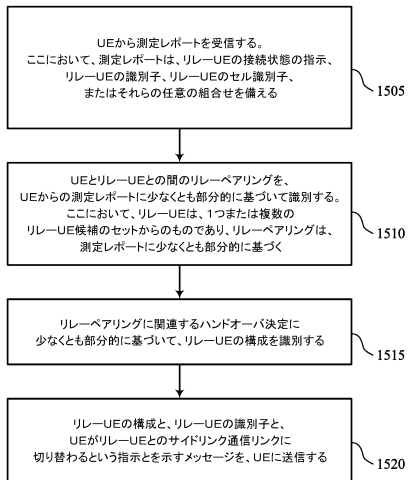 UEから測定レポートを受信する。
ここにおいて、測定レポートは、リレーUEの接続状態の指示、
リレーUEの識別子、リレーUEのセル識別子、
またはそれらの任意の組合せを備える
1505
UEとリレーUEとの間のリレーペアリングを、
UEからの測定レポートに少なくとも部分的に基づいて識別する。
ここにおいて、リレーUEは、1つまたは複数の
リレーUE候補のセットからのものであり、リレーペアリングは、
測定レポートに少なくとも部分的に基づく
1510
リレーペアリングに関連するハンドオーバ決定に
少なくとも部分的に基づいて、リレーUEの構成を識別する
1515
リレーUEの構成と、リレーUEの識別子と、
UEがリレーUEとのサイドリンク通信リンクに
切り替わるという指示とを示すメッセージを、UEに送信する
1520